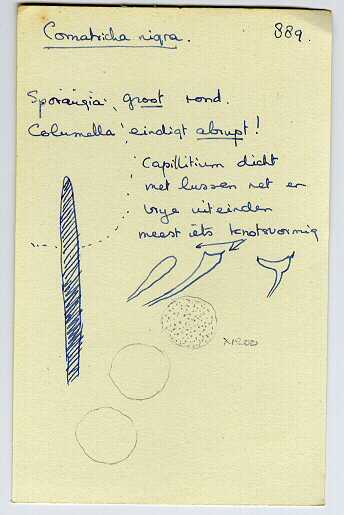 Comatricha nigra. 889.
Sporangia, groot rond.
Columella eindigt abrupt!
Capillitium dicht
met lussen net er
vrije uiteinden
meest iets knotsvormig
X1200